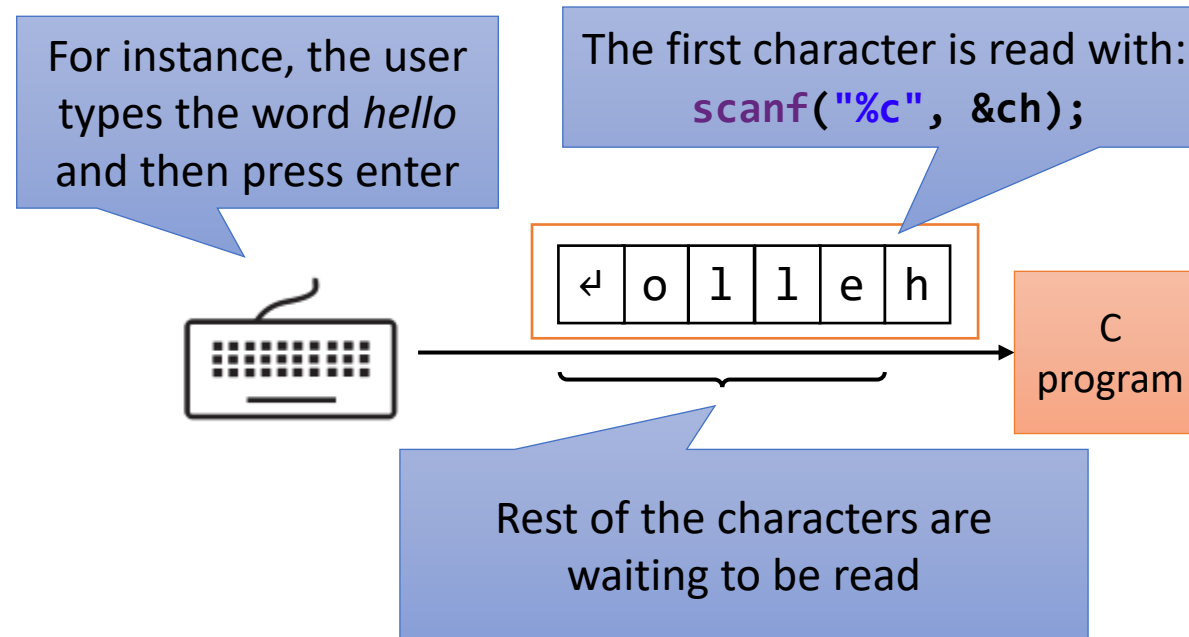 For instance, the user
types the word hello
and then press enter
The first character is read with:
scanf("%c", &ch);
↵ o l l e h
C
program
Rest of the characters are
waiting to be read